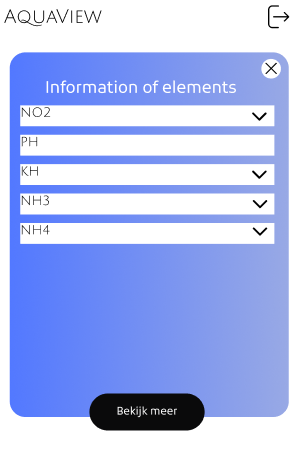 AquaView
Information of elements
NO2
PH
KH
NH3
NH4
Bekijk meer